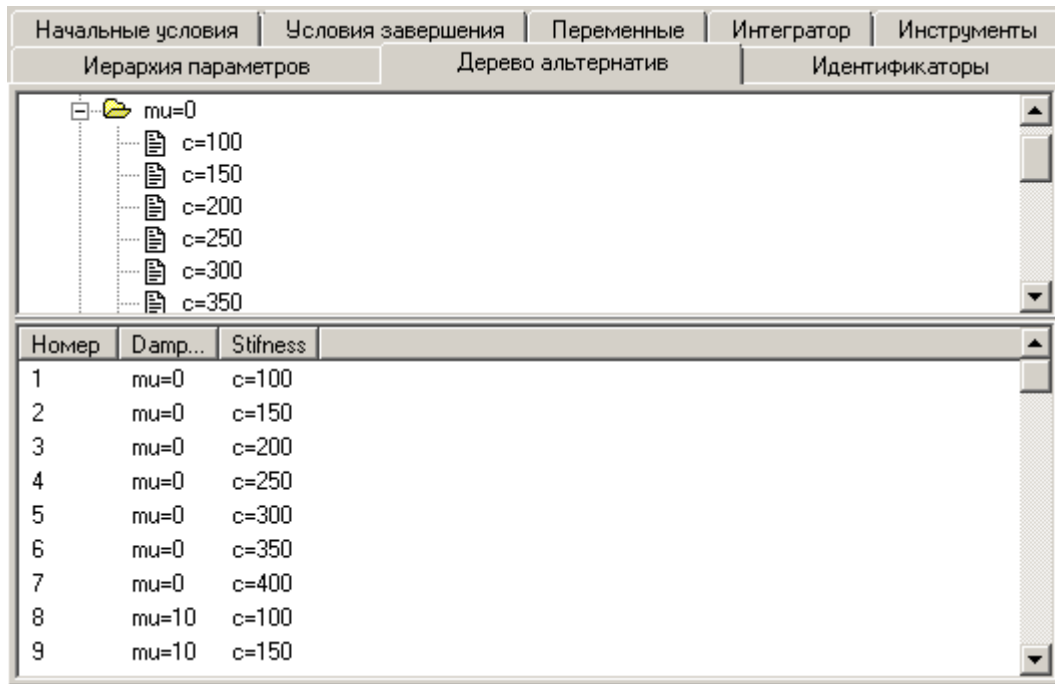 Начальные условия Условия завершения Переменные Интегратор Инструменты
Иерархия параметров Дерево альтернатив Идентификаторы
mu=0
c=100
c=150
c=200
c=250
c=300
c=350
Номер Damp... Stifness
1 mu=0 c=100
2 mu=0 c=150
3 mu=0 c=200
4 mu=0 c=250
5 mu=0 c=300
6 mu=0 c=350
7 mu=0 c=400
8 mu=10 c=100
9 mu=10 c=150